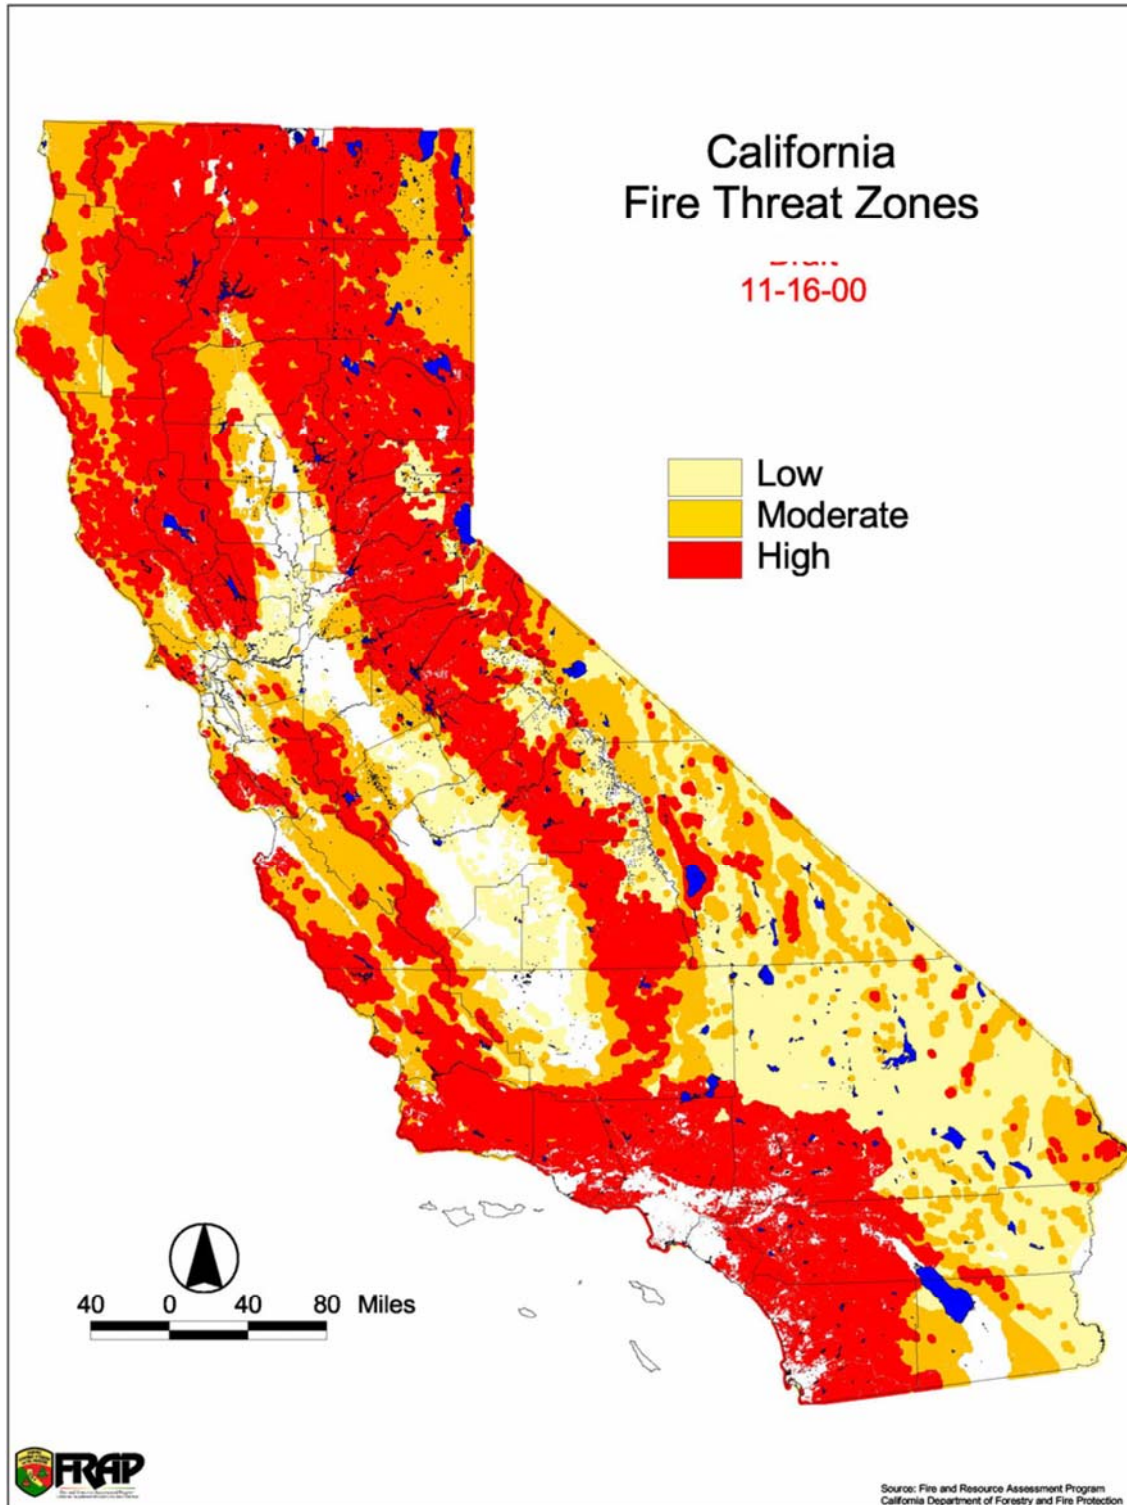 California
Fire Threat Zones
11-16-00
Low
Moderate
High
40 0 40 80 Miles
FRAP
Source: Fire and Resource Assessment Program
California Department of Forestry and Fire Protection